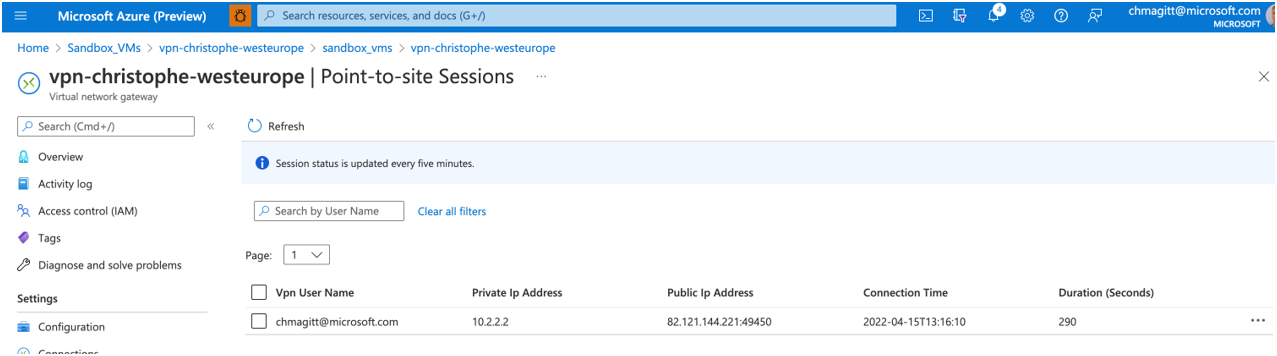 Microsoft Azure (Preview)
Search resources, services, and docs (G+/)
4
chmagitt@microsoft.com
MICROSOFT
Home > Sandbox_VMs > vpn-christophe-westeurope > sandbox_vms > vpn-christophe-westeurope
vpn-christophe-westeurope | Point-to-site Sessions ...
Virtual network gateway
Search (Cmd+/)
«
Refresh
Overview
Activity log
Access control (IAM)
Tags
Diagnose and solve problems
Settings
Configuration
Connections
Session status is updated every five minutes.
Search by User Name
Clear all filters
Page: 1
Vpn User Name Private Ip Address Public Ip Address Connection Time Duration (Seconds)
chmagitt@microsoft.com 10.2.2.2 82.121.144.221:49450 2022-04-15T13:16:10 290 ...